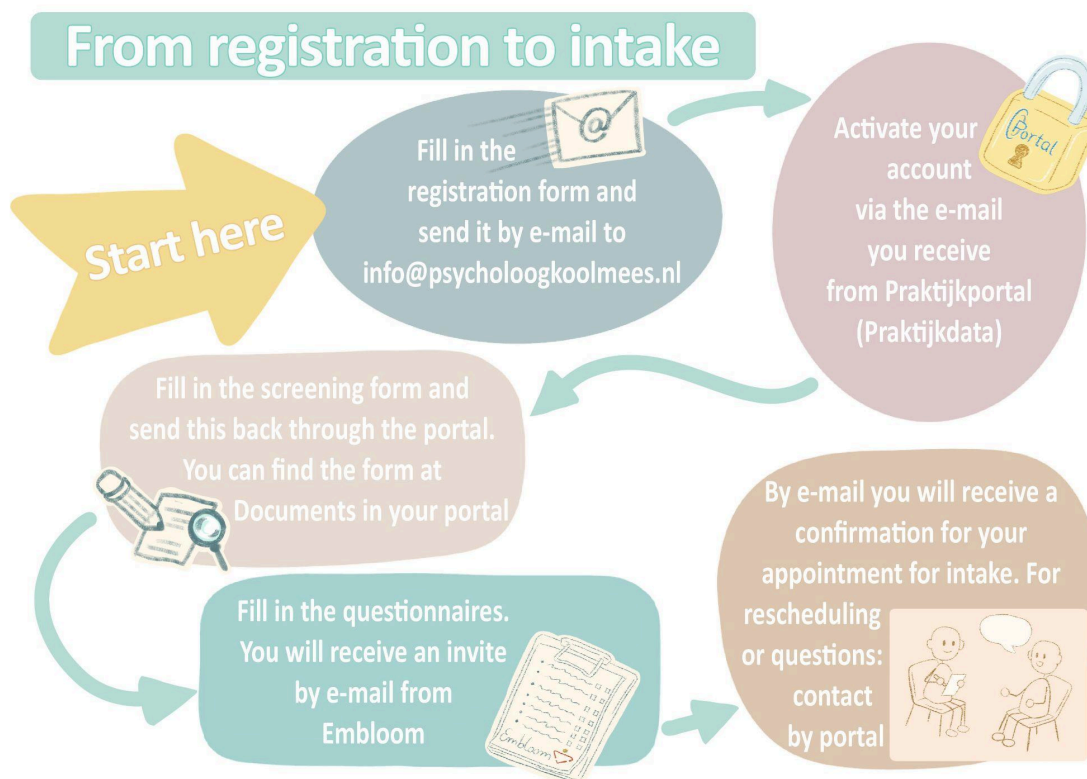 From registration to intake
Start here
Fill in the
registration form and
send it by e-mail to
info@psycholoogkoolmees.nl
Activate your
account
via the e-mail
you receive
from Praktijkportal
(Praktijkdata)
Portal
Fill in the screening form and
send this back through the portal.
You can find the form at
Documents in your portal
Fill in the questionnaires.
You will receive an invite
by e-mail from
Embloom
Embloom
By e-mail you will receive a
confirmation for your
appointment for intake. For
rescheduling
or questions:
contact
by portal